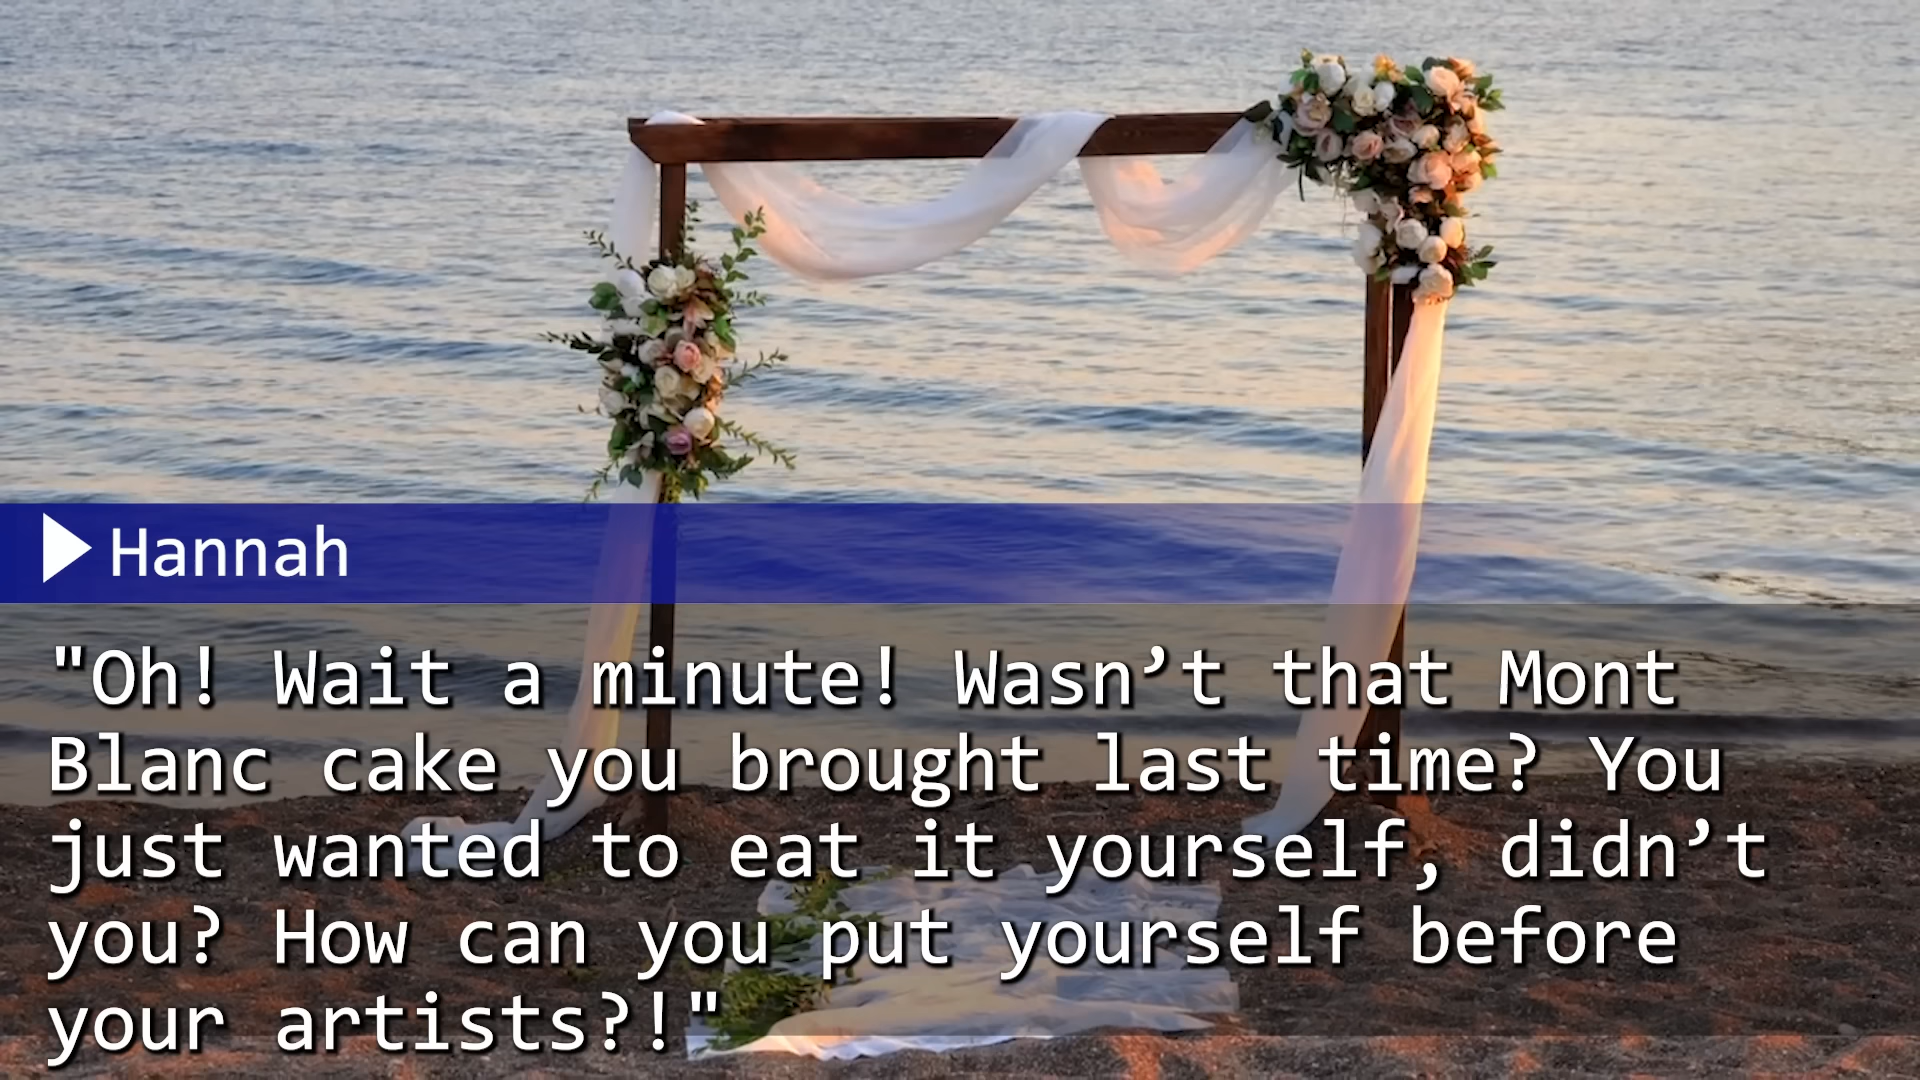 Hannah
"Oh! Wait a minute! Wasn’t that Mont
Blanc cake you brought last time? You
just wanted to eat it yourself, didn’t
you? How can you put yourself before
your artists?!"